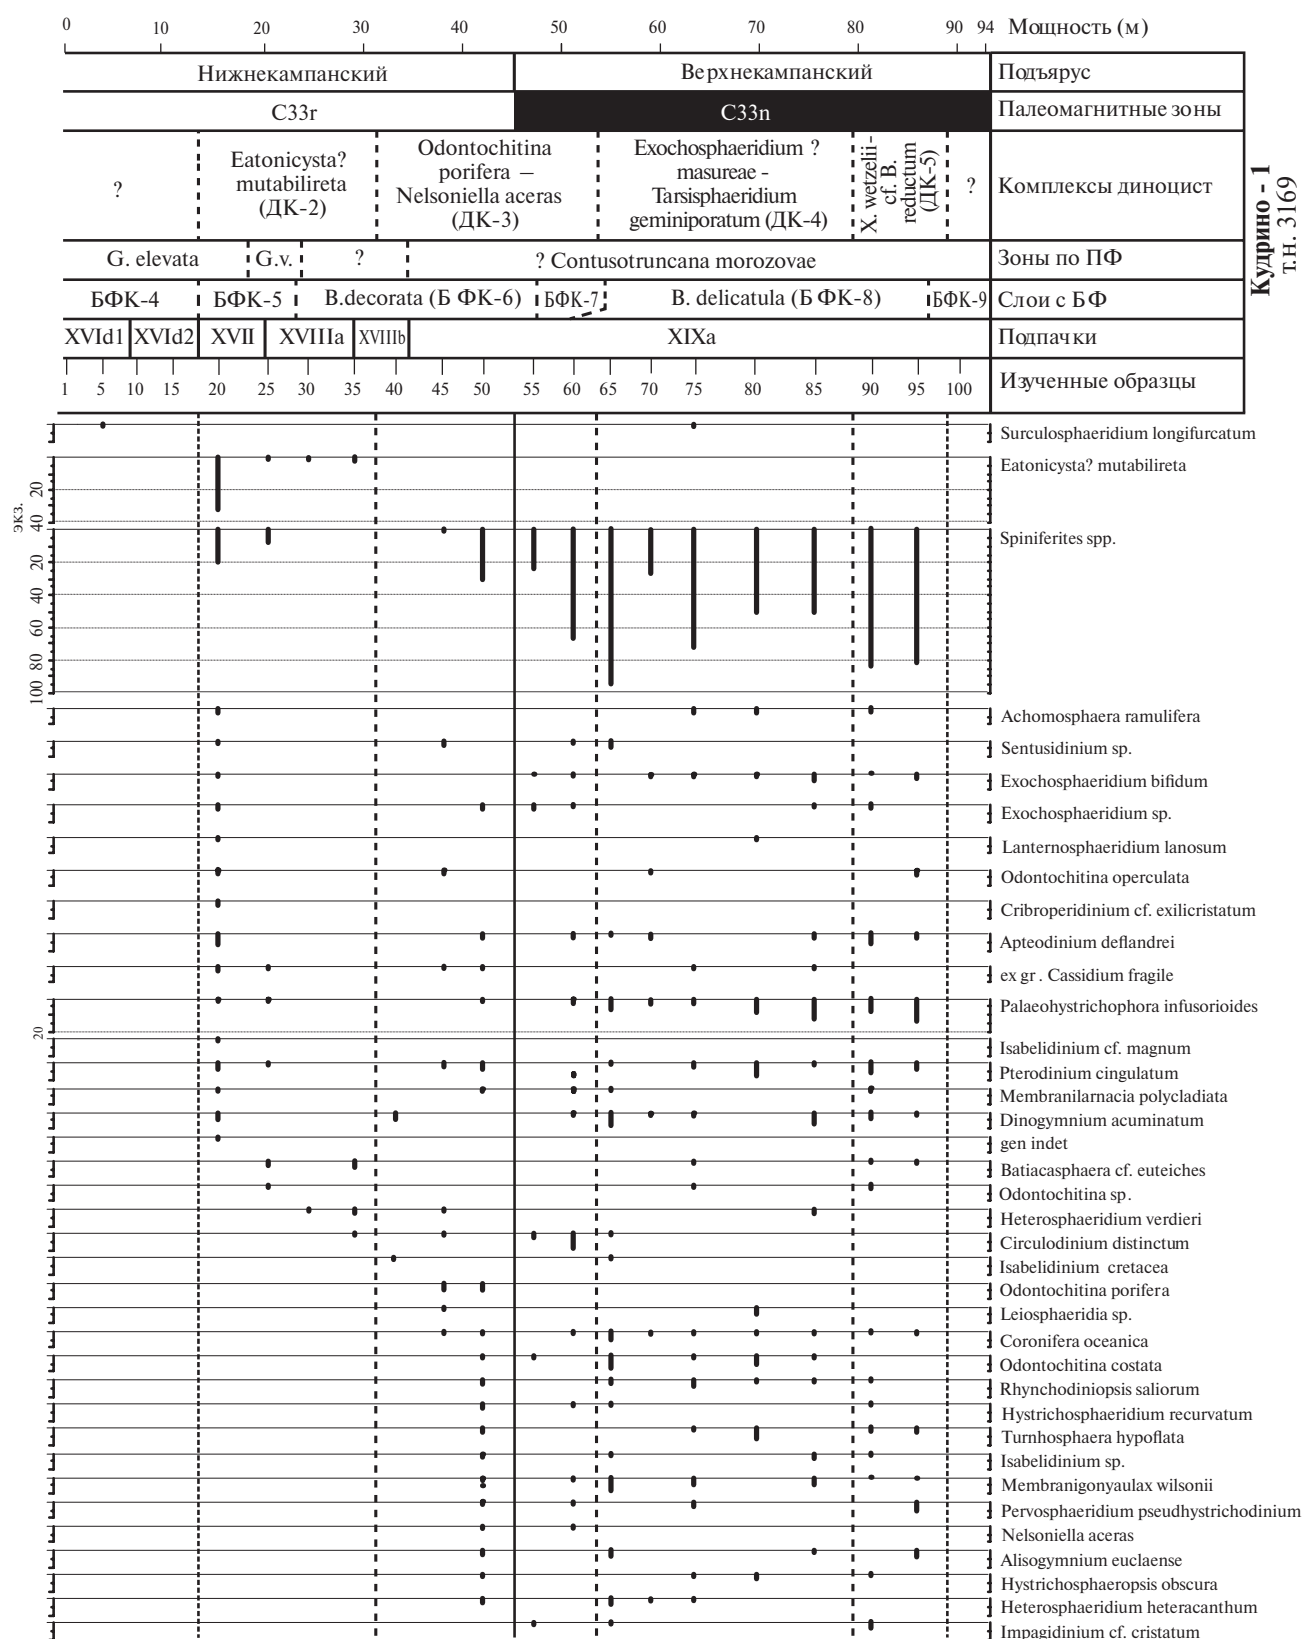 0 10 20 30 40 50 60 70 80 90 94 Мощность (м)
Нижнекампанский Верхнекампанский Подъярус
C33r C33n Палеомагнитные зоны
?
Eatonicysta?
mutabilireta
(ДК-2)
Odontochitina
porifera –
Nelsoniella aceras
(ДК-3)
Exochosphaeridium ?
masureae -
Tarsisphaeridium
geminiporatum (ДК-4)
X. wetzelii -
cf. B.
reductum
(ДК-5)
?
Комплексы диноцист
G. elevata G.v. ? ? Contusotruncana morozovae Зоны по ПФ
БФК-4 БФК-5 B.decorata (БФК-6) БФК-7 B. delicatula (БФК-8) БФК-9 Слои с БФ
XVId1 XVId2 XVII XVIIIa XVIIIb XIXa Подпачки
1 5 10 15 20 25 30 35 40 45 50 55 60 65 70 75 80 85 90 95 100 Изученные образцы
Кудрино - 1
т.н. 3169
Surculosphaeridium longifurcatum
Eatonicysta? mutabilireta
20
40
экз.
Spiniferites spp.
20
40
60
80
100
Achomosphaera ramulifera
Sentusidinium sp.
Exochosphaeridium bifidum
Exochosphaeridium sp.
Lanternosphaeridium lanosum
Odontochitina operculata
Cribroperidinium cf. exilicristatum
Apteodinium deflandrei
ex gr. Cassidium fragile
Palaeohystrichophora infusorioides
20
Isabelidinium cf. magnum
Pterodinium cingulatum
Membranilarnacia polycladiata
Dinogymnium acuminatum
gen indet
Batiacasphaera cf. euteiches
Odontochitina sp.
Heterosphaeridium verdieri
Circulodinium distinctum
Isabelidinium cretacea
Odontochitina porifera
Leiosphaeridia sp.
Coronifera oceanica
Odontochitina costata
Rhynchodiniopsis saliorum
Hystrichosphaeridium recurvatum
Turnhosphaera hypoflata
Isabelidinium sp.
Membranigonyaulax wilsonii
Pervosphaeridium pseudhystrichodinium
Nelsoniella aceras
Alisogymnium euclaense
Hystrichosphaeropsis obscura
Heterosphaeridium heteracanthum
Impagidinium cf. cristatum